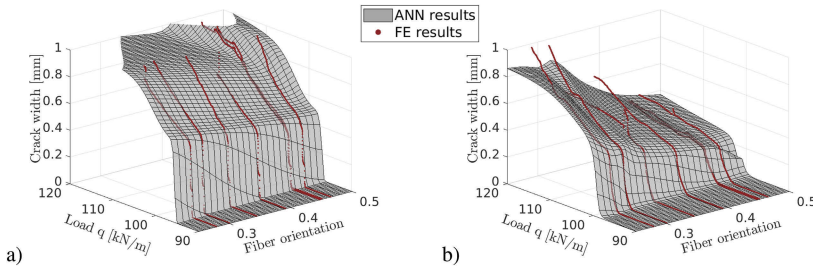 ANN results
FE results
1
0.8
0.6
0.4
0.2
0
Crack width [mm]
120
110
100
90
Load q [kN/m]
0.3
0.4
0.5
Fiber orientation
a)
1
0.8
0.6
0.4
0.2
0
Crack width [mm]
120
110
100
90
Load q [kN/m]
0.3
0.4
0.5
Fiber orientation
b)